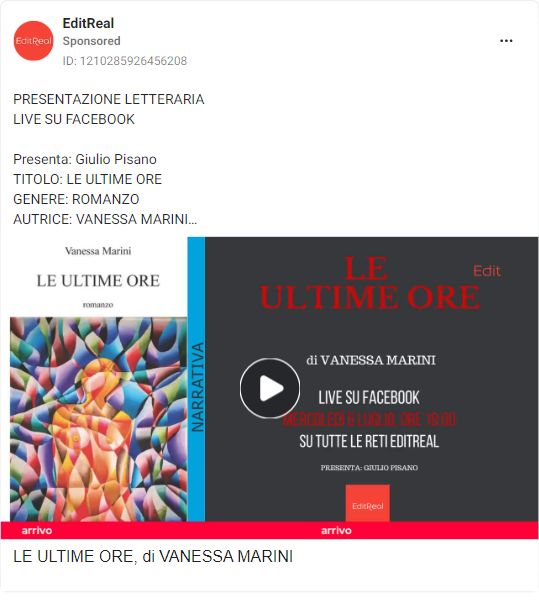 EditReal
EditReal
Sponsored
ID: 1210285926456208
PRESENTAZIONE LETTERARIA
LIVE SU FACEBOOK
Presenta: Giulio Pisano
TITOLO: LE ULTIME ORE
GENERE: ROMANZO
AUTRICE: VANESSA MARINI...
Vanessa Marini
LE ULTIME ORE
romanzo
NARRATIVA
LE
ULTIME ORE
Edit
di VANESSA MARINI
LIVE SU FACEBOOK
MERCOLEDÌ 6 LUGLIO, ORE 18:00
SU TUTTE LE RETI EDITREAL
PRESENTA: GIULIO PISANO
EditReal
arrivo
arrivo
LE ULTIME ORE, di VANESSA MARINI